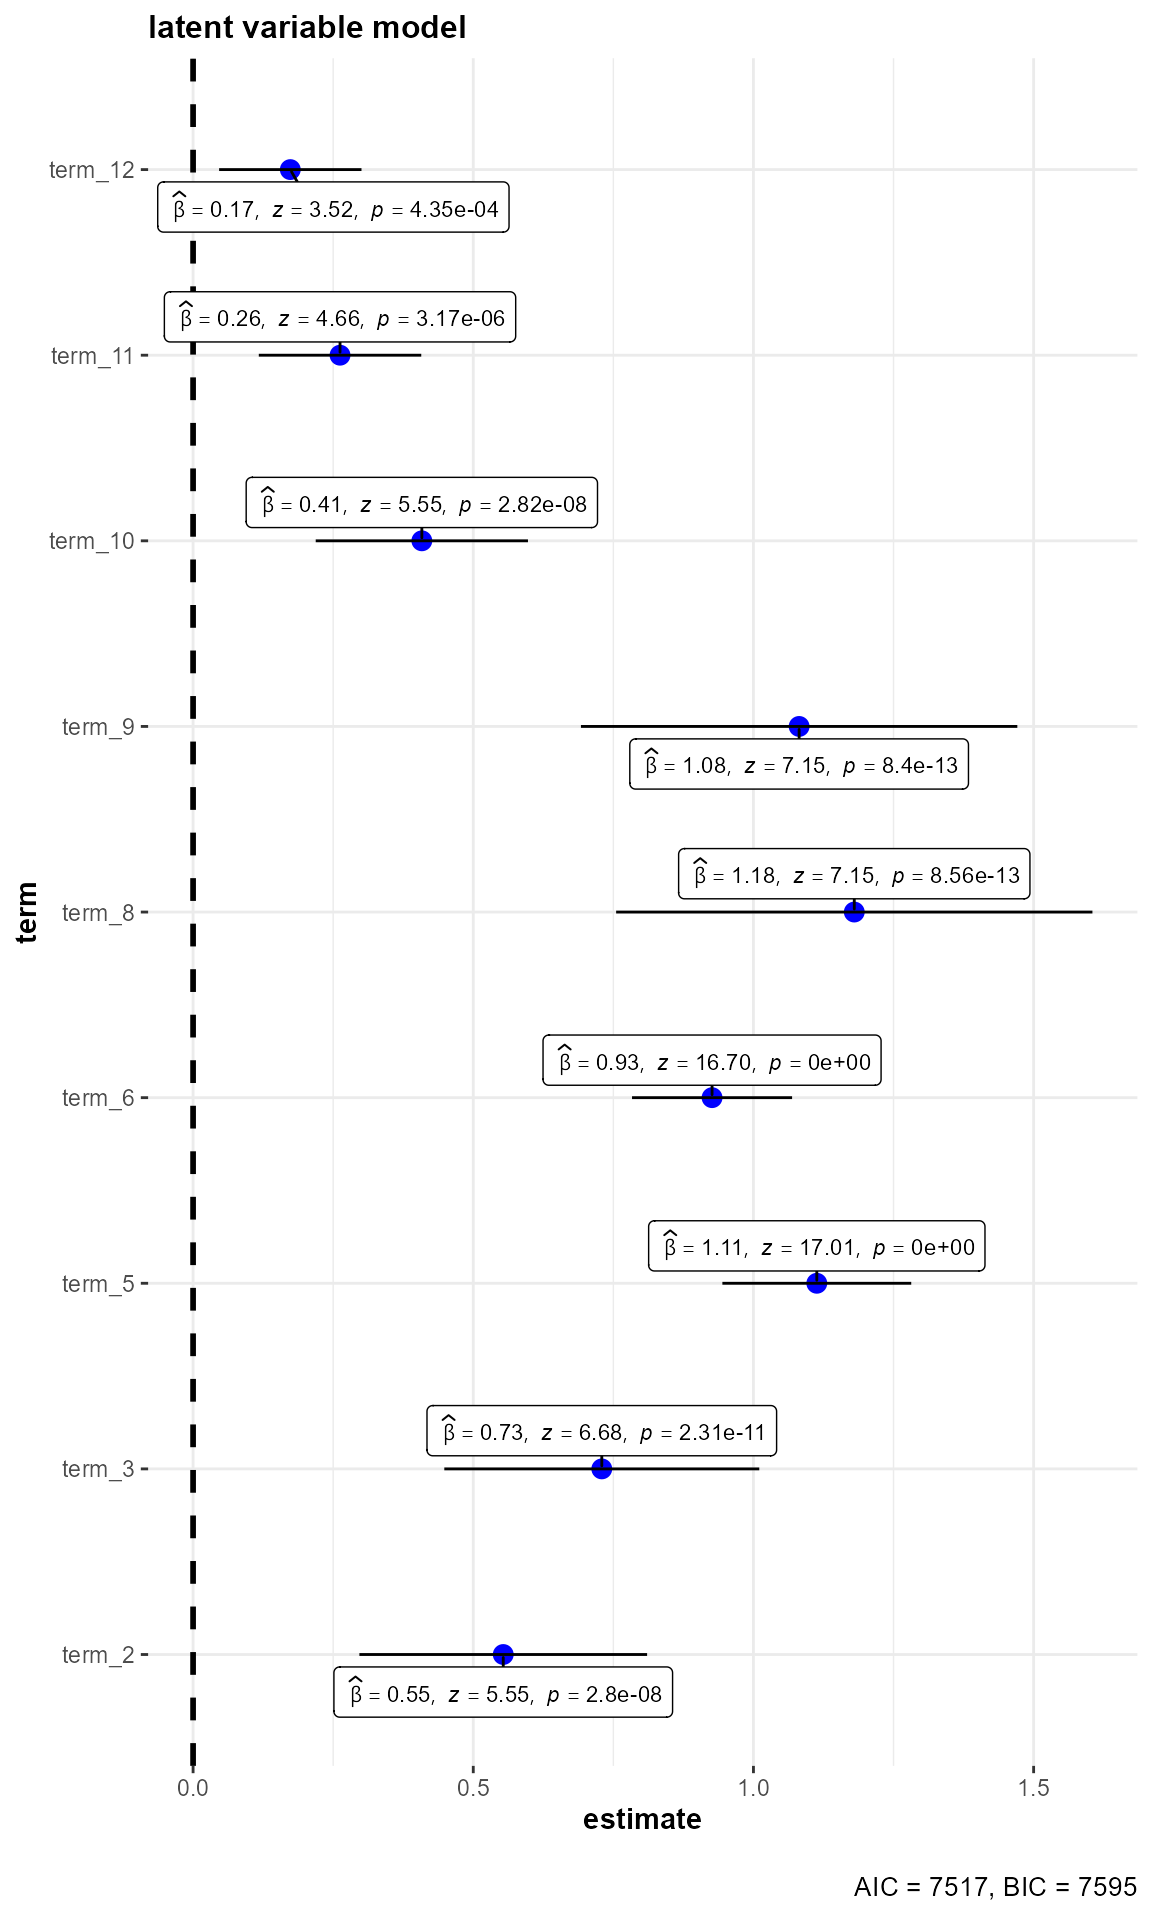 latent variable model
term_12
β̂ = 0.17, z = 3.52, p = 4.35e-04
β̂ = 0.26, z = 4.66, p = 3.17e-06
term_11
β̂ = 0.41, z = 5.55, p = 2.82e-08
term_10
term_9
β̂ = 1.08, z = 7.15, p = 8.4e-13
β̂ = 1.18, z = 7.15, p = 8.56e-13
term_8
term
β̂ = 0.93, z = 16.70, p = 0e+00
term_6
β̂ = 1.11, z = 17.01, p = 0e+00
term_5
β̂ = 0.73, z = 6.68, p = 2.31e-11
term_3
term_2
β̂ = 0.55, z = 5.55, p = 2.8e-08
0.0 0.5 1.0 1.5
estimate
AIC = 7517, BIC = 7595